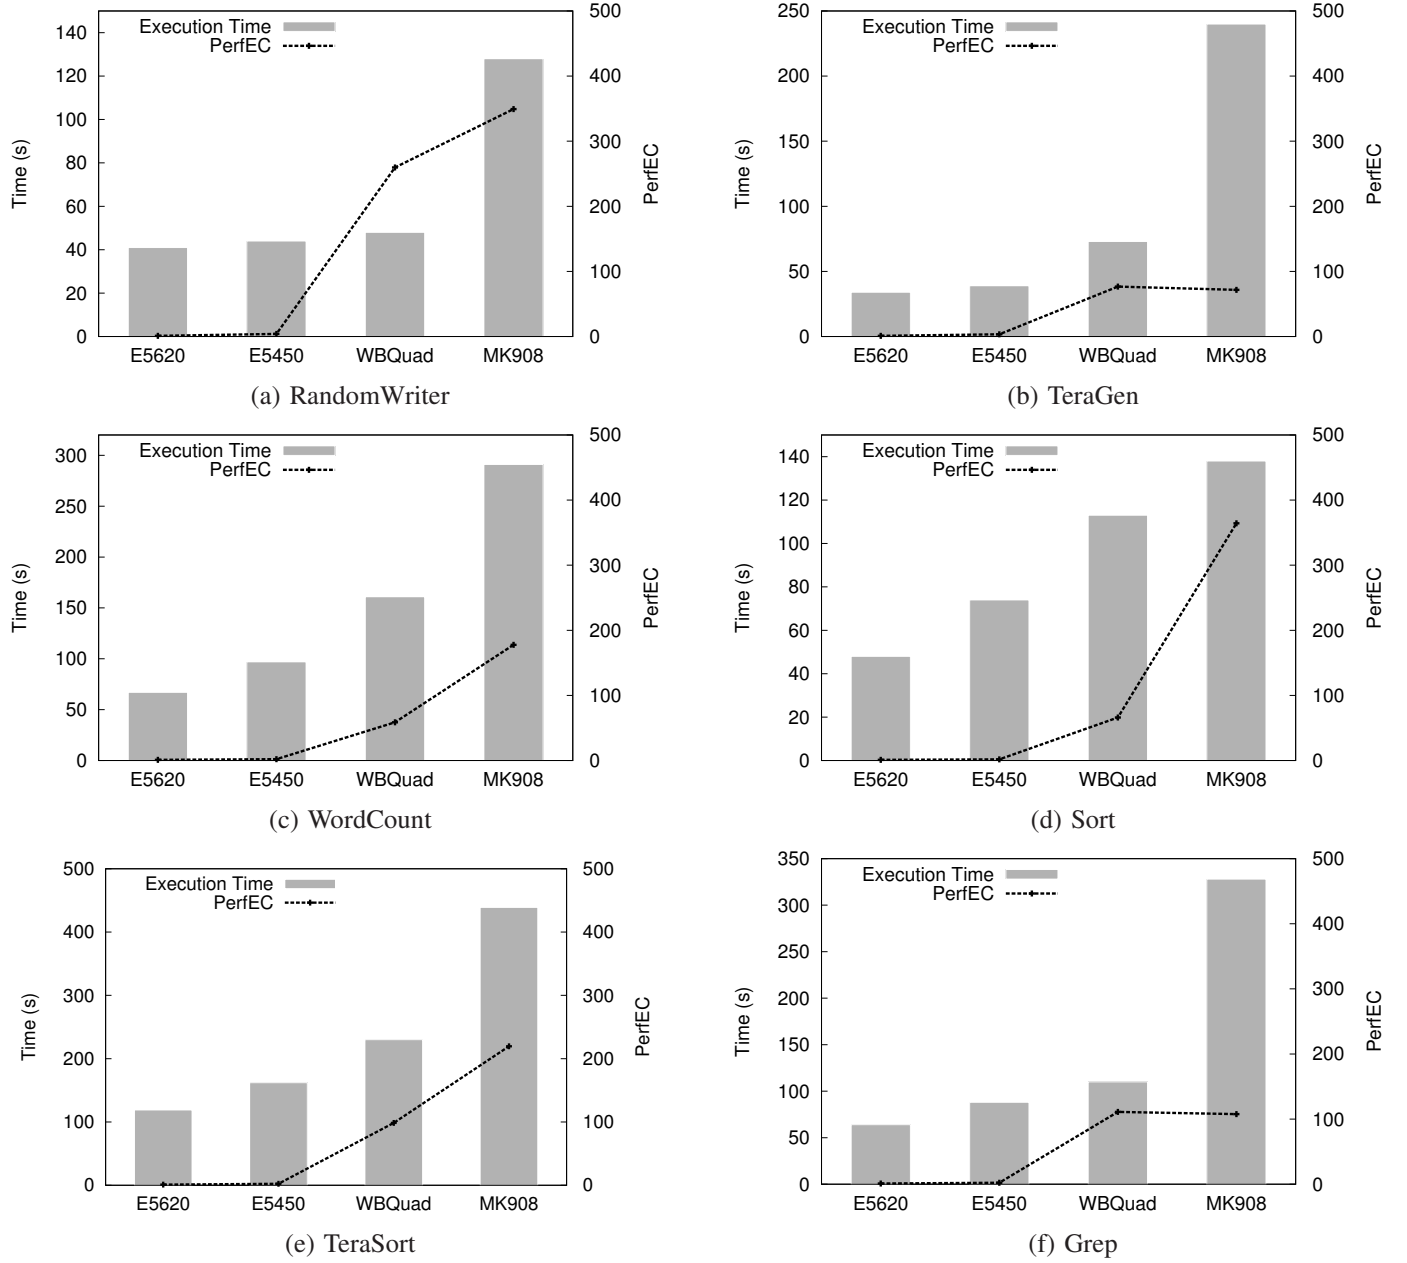 Execution Time
PerfEC
Time (s)
140
120
100
80
60
40
20
0
500
400
300
200
100
0
PerfEC
E5620 E5450 WBQuad MK908
(a) RandomWriter
Execution Time
PerfEC
Time (s)
250
200
150
100
50
0
500
400
300
200
100
0
PerfEC
E5620 E5450 WBQuad MK908
(b) TeraGen
Execution Time
PerfEC
Time (s)
300
250
200
150
100
50
0
500
400
300
200
100
0
PerfEC
E5620 E5450 WBQuad MK908
(c) WordCount
Execution Time
PerfEC
Time (s)
140
120
100
80
60
40
20
0
500
400
300
200
100
0
PerfEC
E5620 E5450 WBQuad MK908
(d) Sort
Execution Time
PerfEC
Time (s)
500
400
300
200
100
0
500
400
300
200
100
0
PerfEC
E5620 E5450 WBQuad MK908
(e) TeraSort
Execution Time
PerfEC
Time (s)
350
300
250
200
150
100
50
0
500
400
300
200
100
0
PerfEC
E5620 E5450 WBQuad MK908
(f) Grep